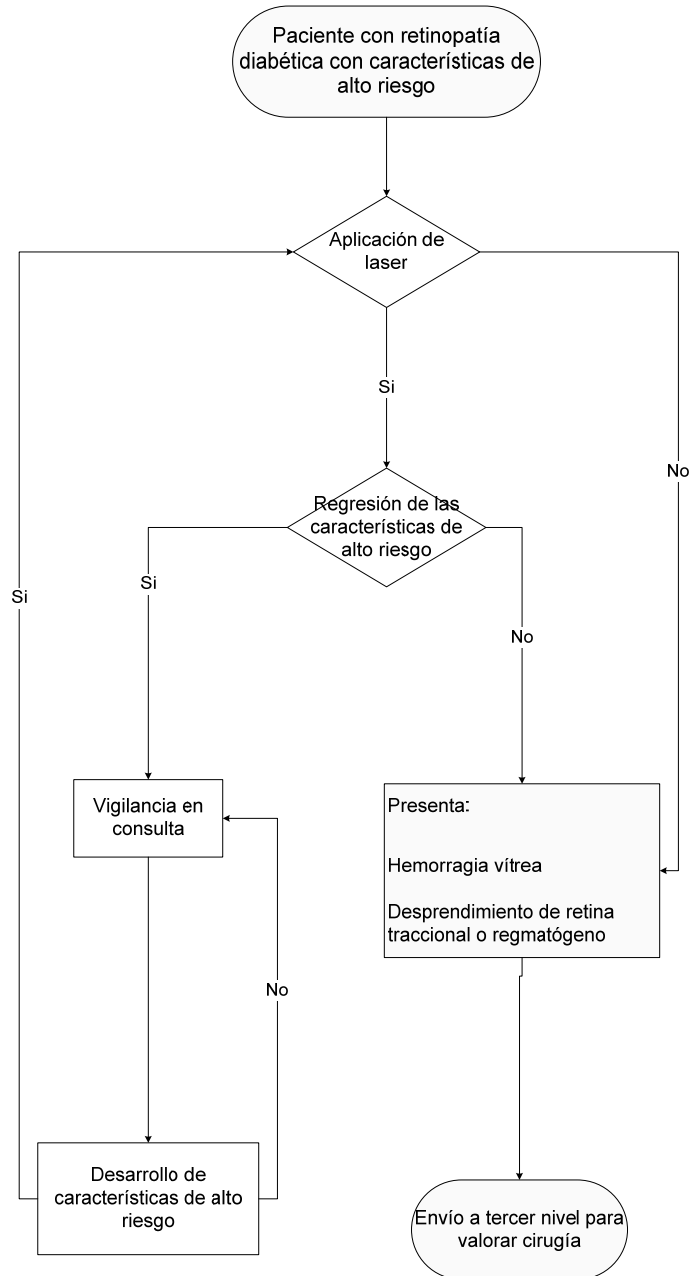 Paciente con retinopatía
diabética con características de
alto riesgo
Aplicación de
laser
Si
No
Regresión de las
características de
alto riesgo
Si
Si
No
Vigilancia en
consulta
Presenta:
Hemorragia vítrea
Desprendimiento de retina
traccional o regmatógeno
No
Desarrollo de
características de alto
riesgo
Envío a tercer nivel para
valorar cirugía